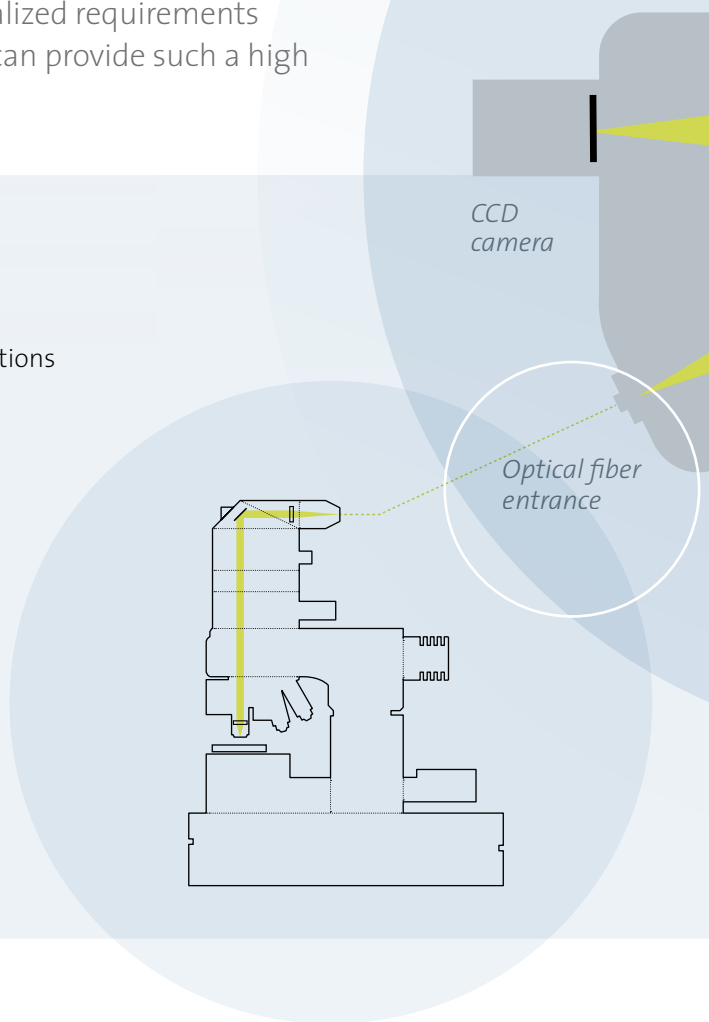 alized requirements
can provide such a high
CCD
camera
tions
Optical fiber
entrance